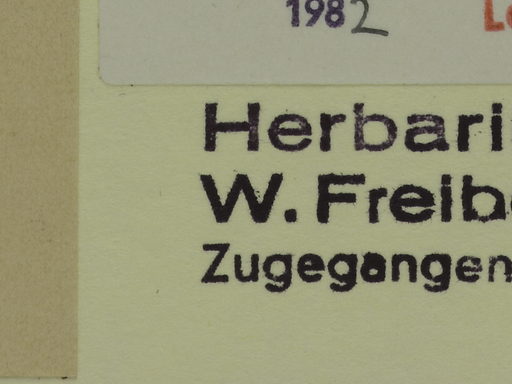 1982
Herbari
W. Freib
Zugegangen